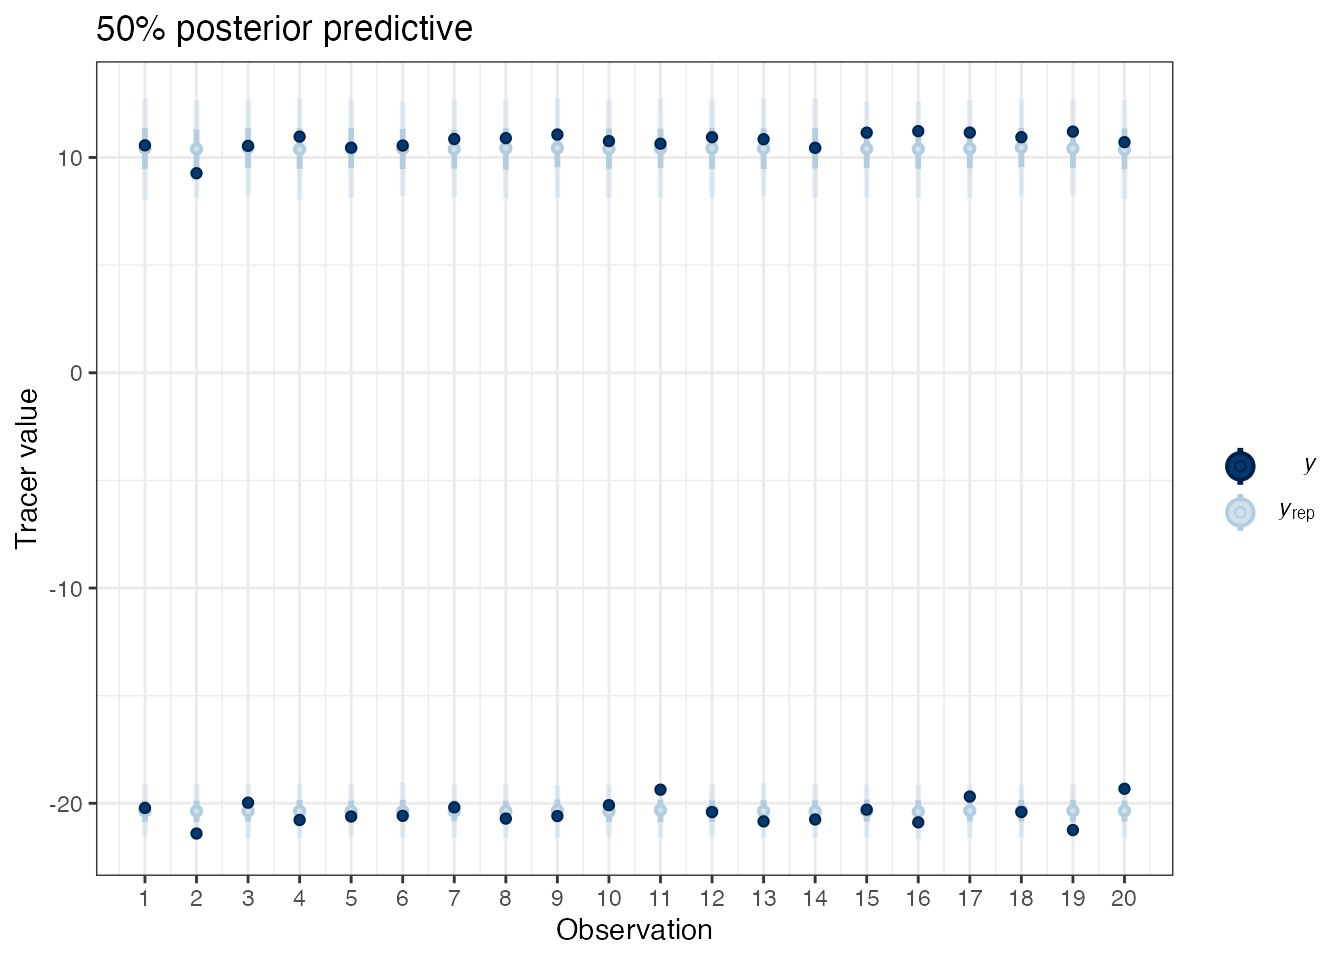 50% posterior predictive
Tracer value
10
0
-10
-20
1 2 3 4 5 6 7 8 9 10 11 12 13 14 15 16 17 18 19 20
Observation
y
yrep